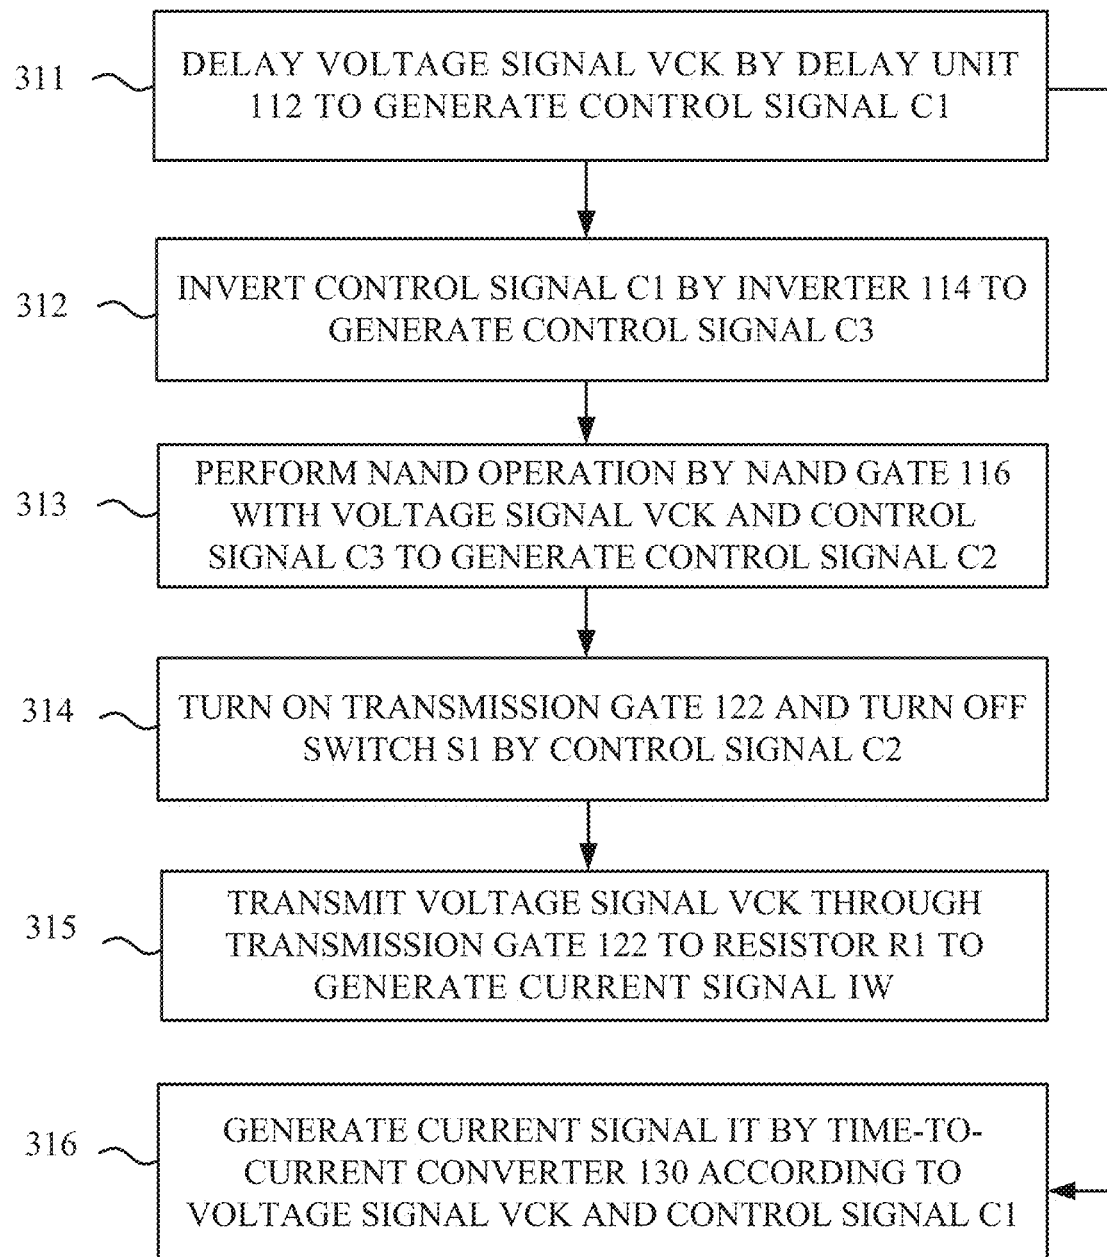 311
DELAY VOLTAGE SIGNAL VCK BY DELAY UNIT
112 TO GENERATE CONTROL SIGNAL C1
312
INVERT CONTROL SIGNAL C1 BY INVERTER 114 TO
GENERATE CONTROL SIGNAL C3
313
PERFORM NAND OPERATION BY NAND GATE 116
WITH VOLTAGE SIGNAL VCK AND CONTROL
SIGNAL C3 TO GENERATE CONTROL SIGNAL C2
314
TURN ON TRANSMISSION GATE 122 AND TURN OFF
SWITCH S1 BY CONTROL SIGNAL C2
315
TRANSMIT VOLTAGE SIGNAL VCK THROUGH
TRANSMISSION GATE 122 TO RESISTOR R1 TO
GENERATE CURRENT SIGNAL IW
316
GENERATE CURRENT SIGNAL IT BY TIME-TO-
CURRENT CONVERTER 130 ACCORDING TO
VOLTAGE SIGNAL VCK AND CONTROL SIGNAL C1